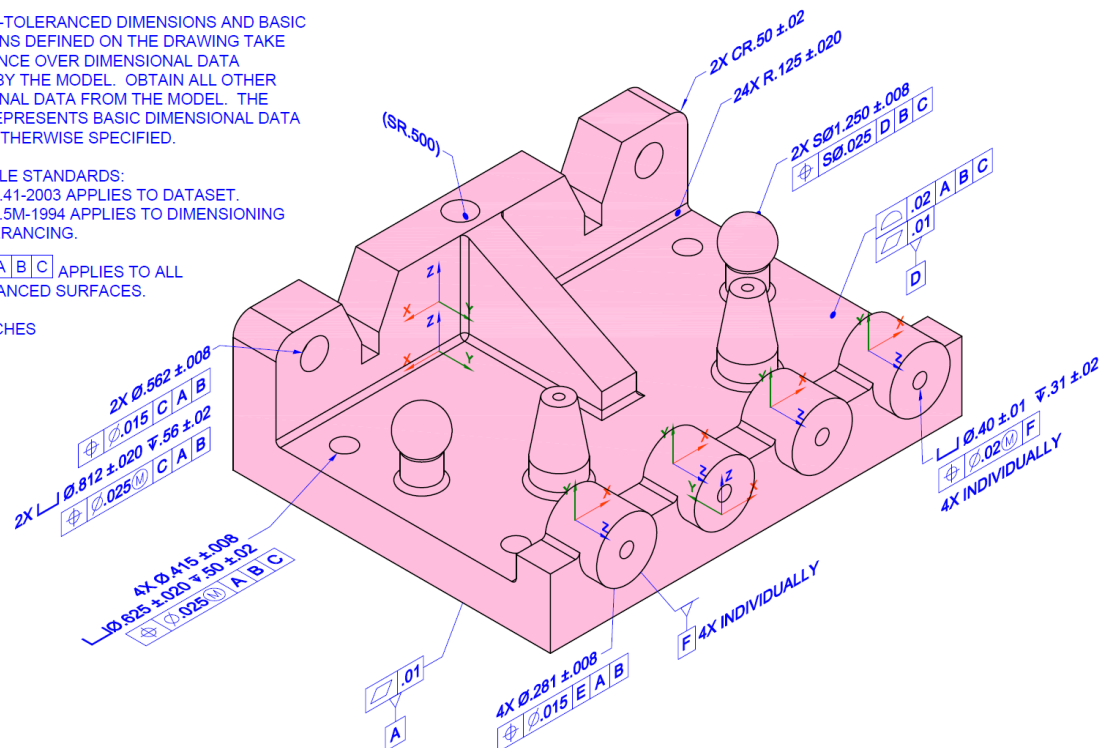 -TOLERANCED DIMENSIONS AND BASIC
NS DEFINED ON THE DRAWING TAKE
NCE OVER DIMENSIONAL DATA
BY THE MODEL. OBTAIN ALL OTHER
NAL DATA FROM THE MODEL. THE
EPRESENTS BASIC DIMENSIONAL DATA
THERWISE SPECIFIED.
LE STANDARDS:
.41-2003 APPLIES TO DATASET.
.5M-1994 APPLIES TO DIMENSIONING
ERANCING.
A B C APPLIES TO ALL
ANCED SURFACES.
CHES
(SR.500)
2X CR.50 ±.02
24X R.125 ±.020
2X SØ1.250 ±.008
⌖ SØ.025 D B C
⌓ .02 A B C
⏥ .01
D
2X Ø.562 ±.008
⌖ Ø.015 C A B
2X ⌴ Ø.812 ±.020 ↧.56 ±.02
⌖ Ø.025 Ⓜ C A B
4X Ø.415 ±.008
⌴Ø.625 ±.020 ↧.50 ±.02
⌖ Ø.025 Ⓜ A B C
⌴ Ø.40 ±.01 ↧.31 ±.02
⌖ Ø.02 Ⓜ F
4X INDIVIDUALLY
F 4X INDIVIDUALLY
4X Ø.281 ±.008
⌖ Ø.015 E A B
⏥ .01
A
Z
X Y
Z
X Y
Y X
Z
Y X
Z
Y X
Z
Y X
Z
Z
Y X